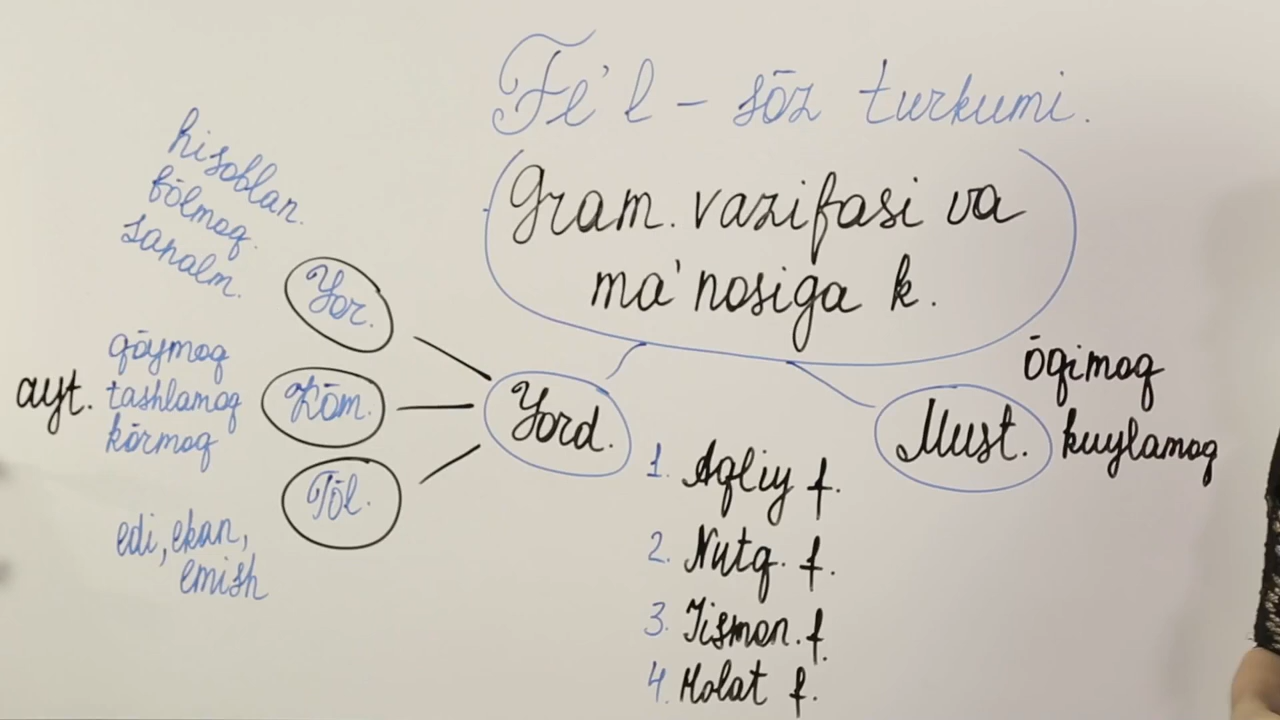 Fe'l - sōz turkumi.
Gram. vazifasi va
ma'nosiga k.
hisoblan.
bōlmoq.
sanalm.
Yor.
qōymoq
ayt. tashlamoq
kōrmoq
Kōm.
Tōl.
edi, ekan,
emish
Yord.
Must.
ōqimoq
kuylamoq
1. Aqliy f.
2. Nutq. f.
3. Jismon. f.
4. Holat f.